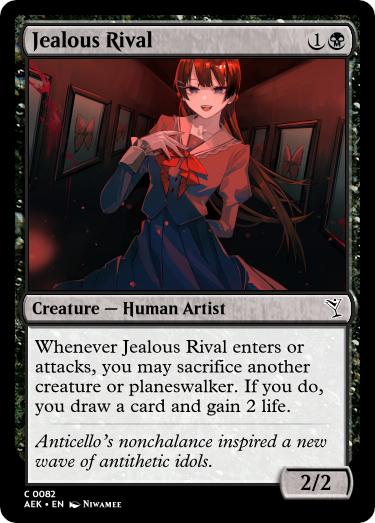 Jealous Rival 1
Creature — Human Artist
Whenever Jealous Rival enters or
attacks, you may sacrifice another
creature or planeswalker. If you do,
you draw a card and gain 2 life.
Anticello's nonchalance inspired a new
wave of antithetic idols.
2/2
C 0082
AEK • EN Niwamee